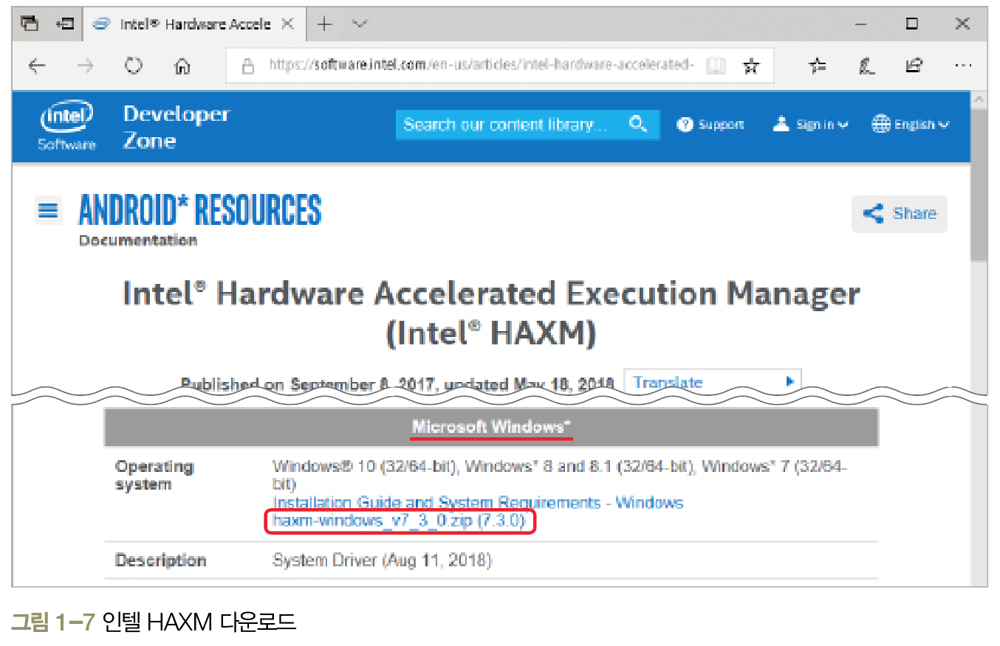 Intel® Hardware Accele
https://software.intel.com/en-us/articles/intel-hardware-accelerated-
intel
Software
Developer
Zone
Search our content library...
Support
Sign in
English
ANDROID* RESOURCES
Documentation
Share
Intel® Hardware Accelerated Execution Manager
(Intel® HAXM)
Published on September 8, 2017, updated May 18, 2018
Translate
Microsoft Windows*
Operating
system
Windows® 10 (32/64-bit), Windows* 8 and 8.1 (32/64-bit), Windows* 7 (32/64-
bit)
Installation Guide and System Requirements - Windows
haxm-windows_v7_3_0.zip (7.3.0)
Description
System Driver (Aug 11, 2018)
그림 1-7 인텔 HAXM 다운로드